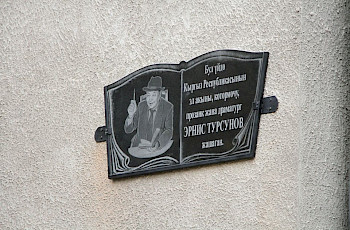 Бул үйдө
Кыргыз Республикасынын
эл акыны, котормочу,
прозаик жана драматург
ЭРНИС ТУРСУНОВ
жашаган.